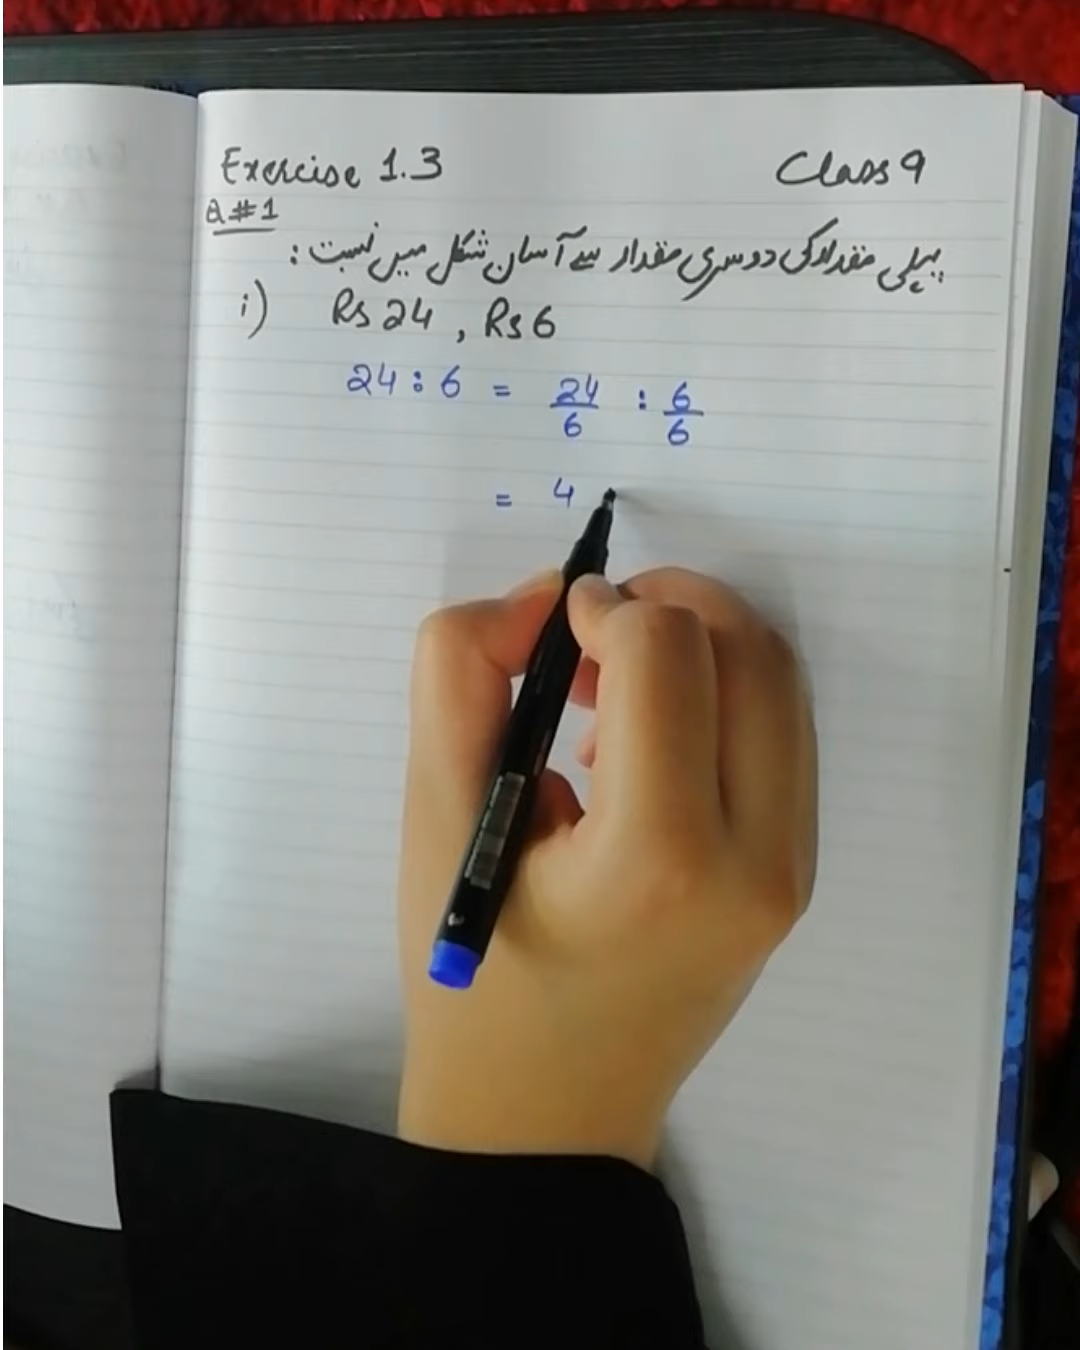 Exercise 1.3 Class 9
Q#1
پہلی مقدار کی دوسری مقدار سے آسان شکل میں نسبت :
i) Rs 24 , Rs 6
24 : 6 = 24/6 : 6/6
= 4